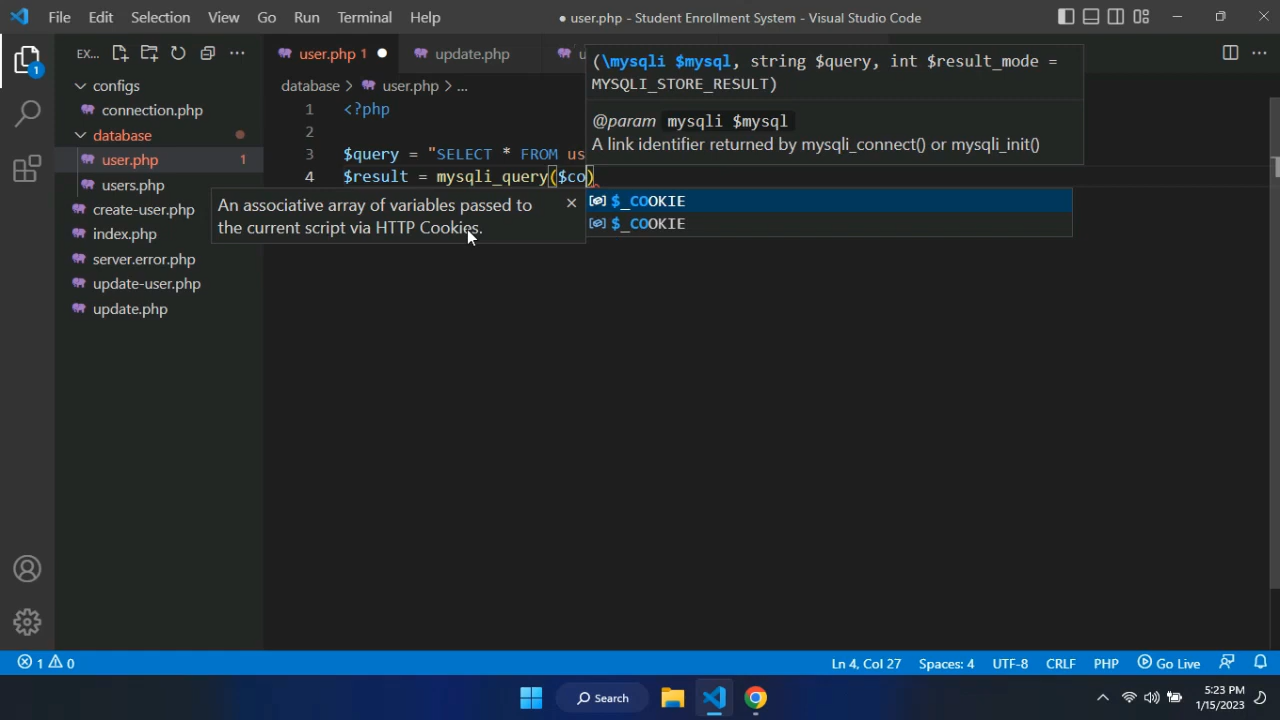 File Edit Selection View Go Run Terminal Help
● user.php - Student Enrollment System - Visual Studio Code
EX...
user.php 1
update.php
configs
connection.php
database
user.php 1
users.php
create-user.php
index.php
server.error.php
update-user.php
update.php
database > user.php > ...
1 <?php
2
3 $query = "SELECT * FROM us
4 $result = mysqli_query($co)
(\mysqli $mysql, string $query, int $result_mode =
MYSQLI_STORE_RESULT)
@param mysqli $mysql
A link identifier returned by mysqli_connect() or mysqli_init()
An associative array of variables passed to
the current script via HTTP Cookies.
$_COOKIE
$_COOKIE
1
1 0
Ln 4, Col 27 Spaces: 4 UTF-8 CRLF PHP Go Live
Search
5:23 PM
1/15/2023